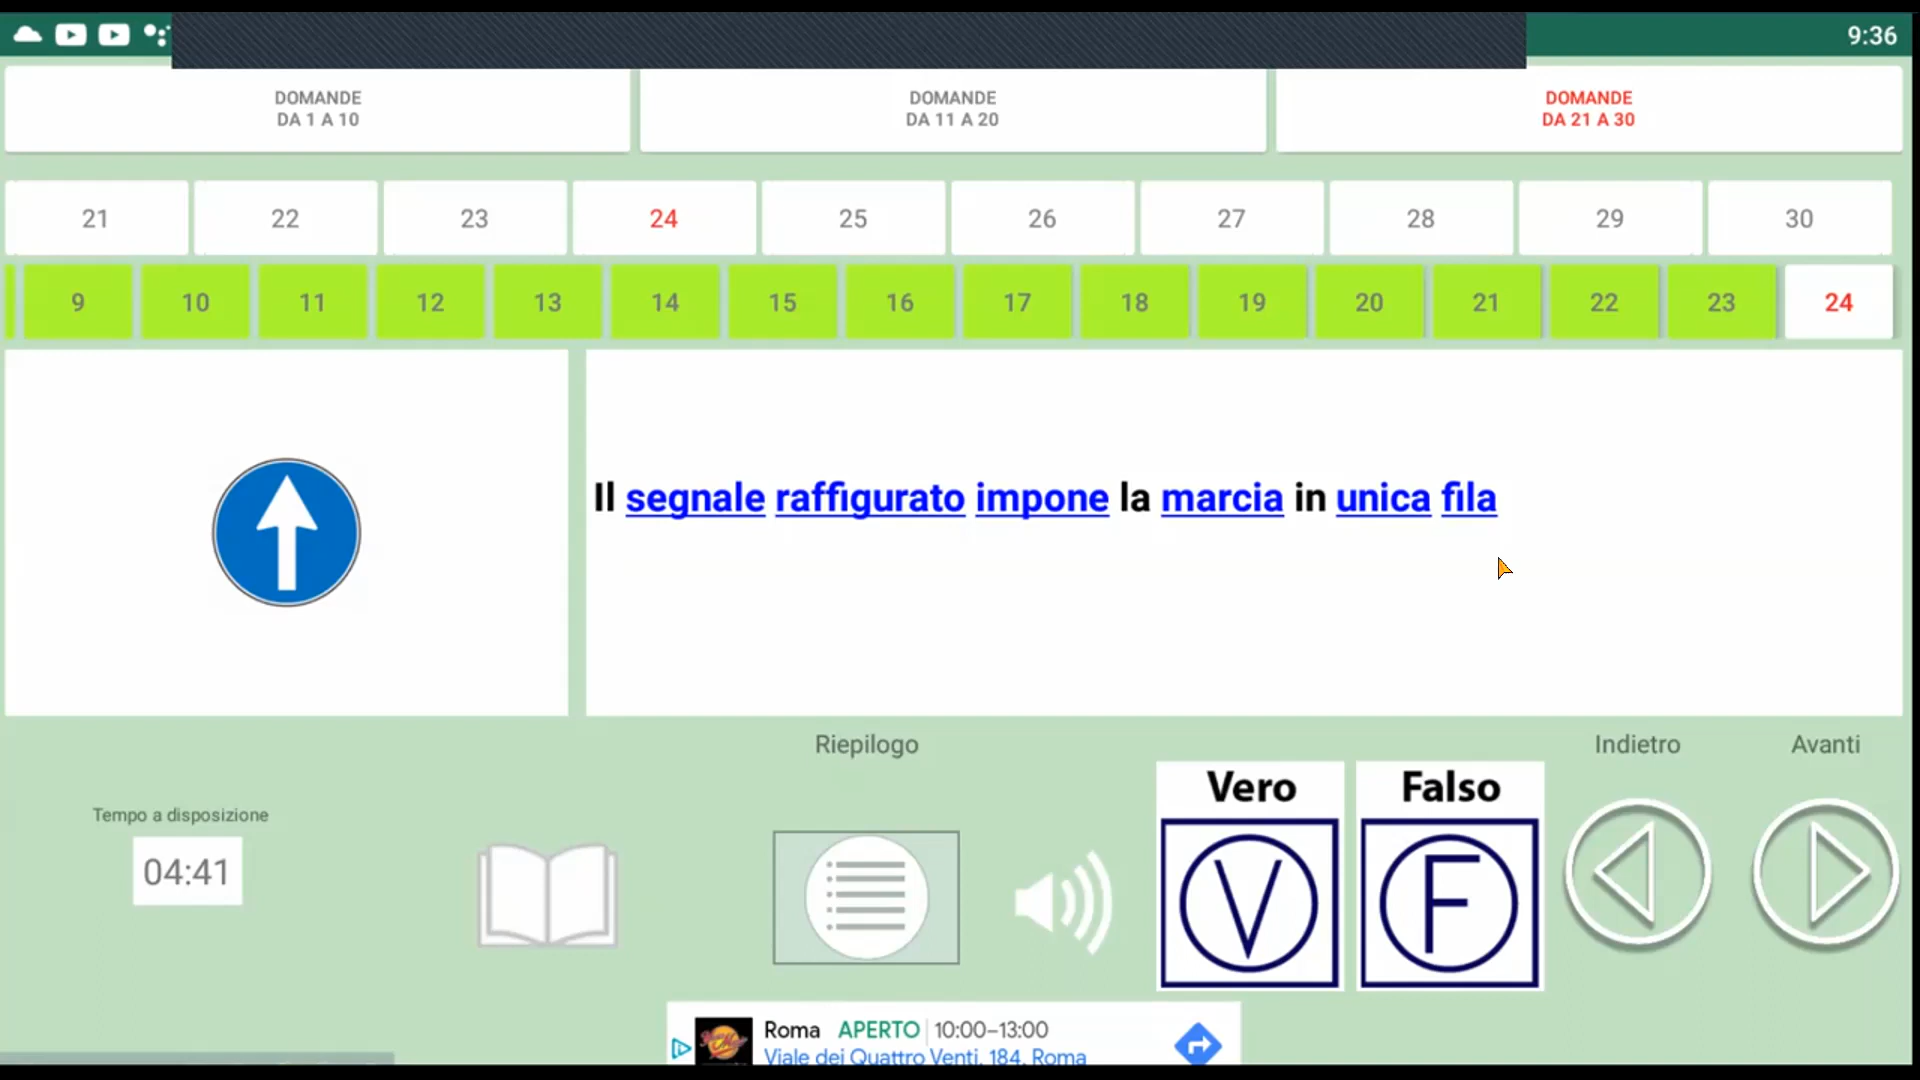 9:36
DOMANDE
DA 1 A 10
DOMANDE
DA 11 A 20
DOMANDE
DA 21 A 30
21 22 23 24 25 26 27 28 29 30
9 10 11 12 13 14 15 16 17 18 19 20 21 22 23 24
Il segnale raffigurato impone la marcia in unica fila
Riepilogo
Indietro
Avanti
Tempo a disposizione
04:41
Vero
Falso
V
F
Roma APERTO 10:00–13:00
Viale dei Quattro Venti, 184, Roma